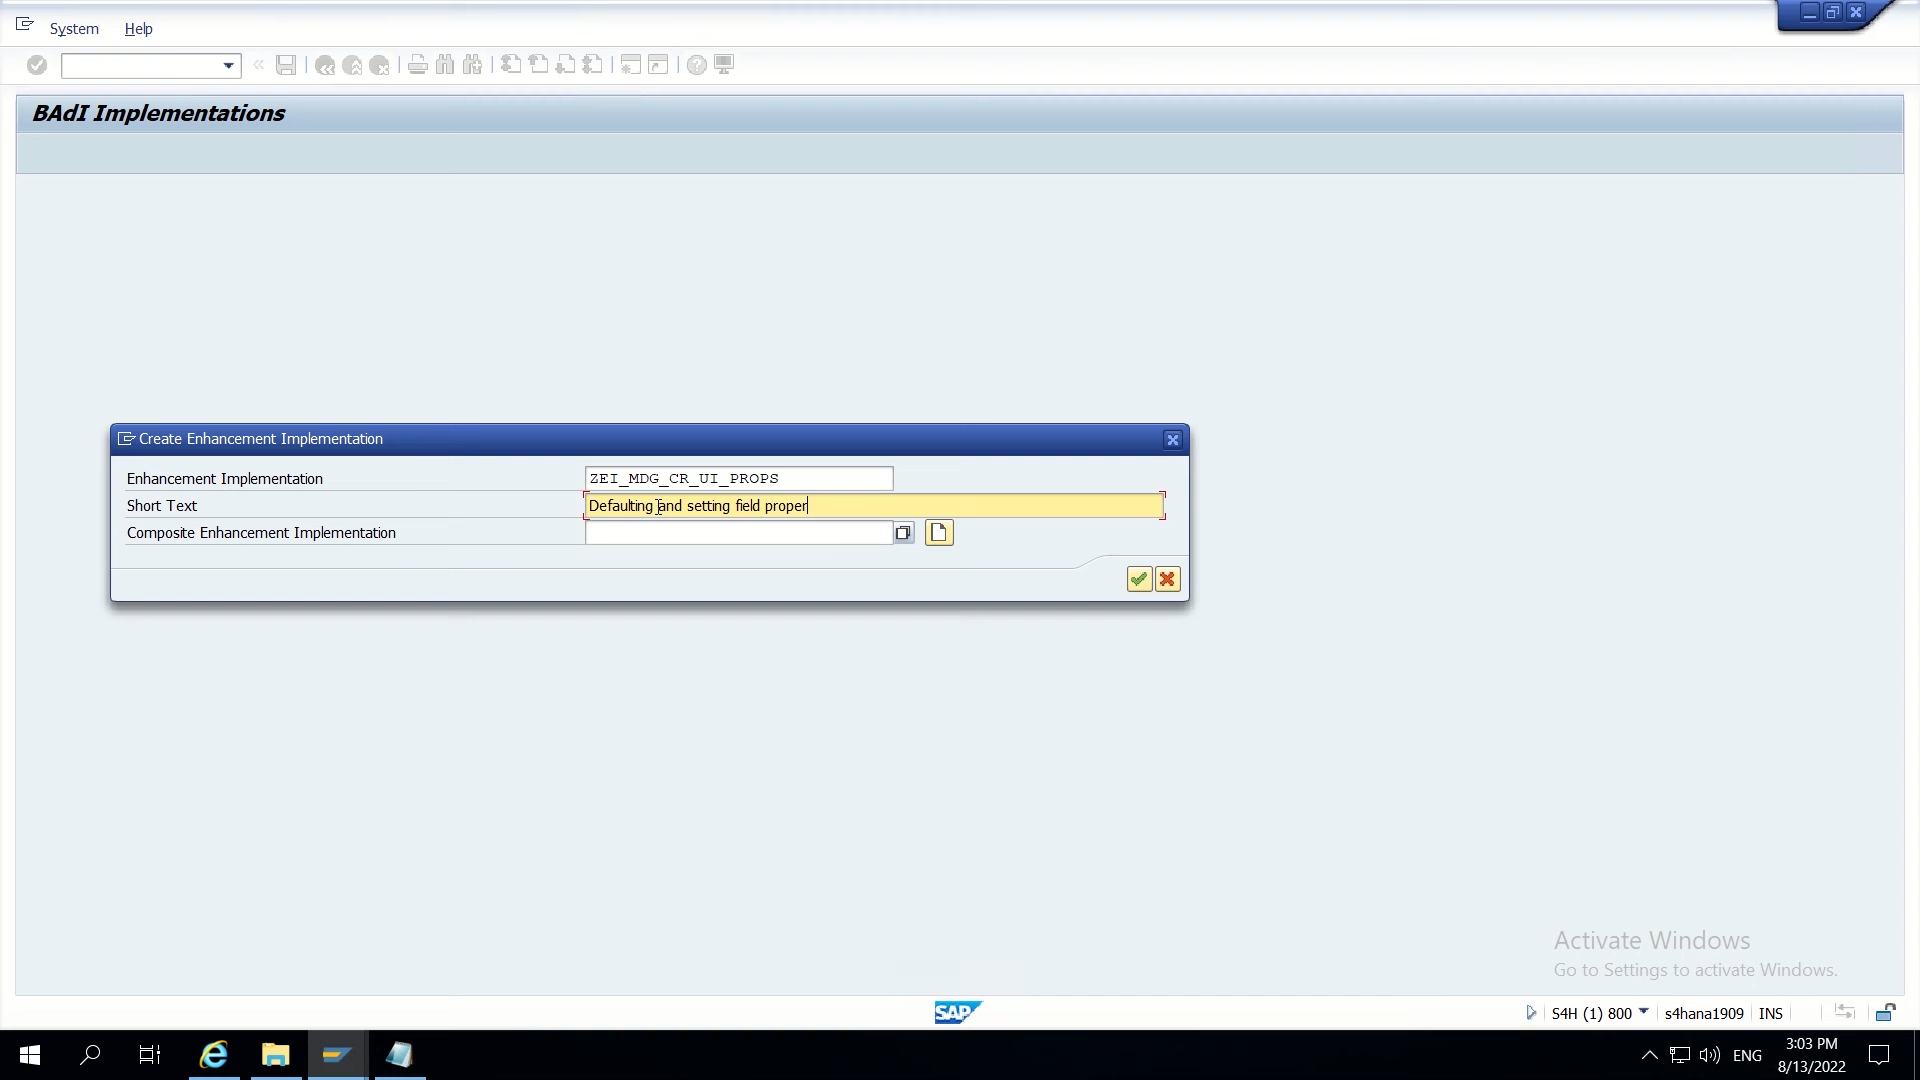 System Help
BAdI Implementations
Create Enhancement Implementation
Enhancement Implementation ZEI_MDG_CR_UI_PROPS
Short Text Defaulting and setting field proper
Composite Enhancement Implementation
Activate Windows
Go to Settings to activate Windows.
SAP
S4H (1) 800 s4hana1909 INS
ENG
3:03 PM
8/13/2022